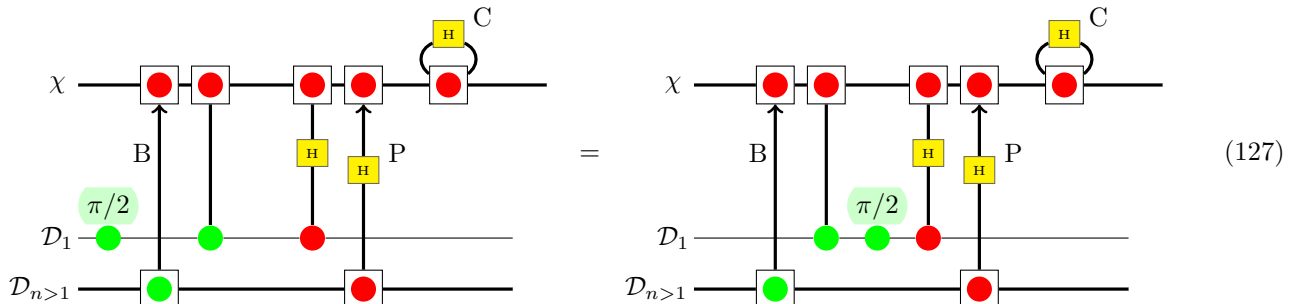 C C
H H
χ χ
B H P = B H P (127)
H H
π/2 π/2
𝒟₁ 𝒟₁
𝒟ₙ>₁ 𝒟ₙ>₁